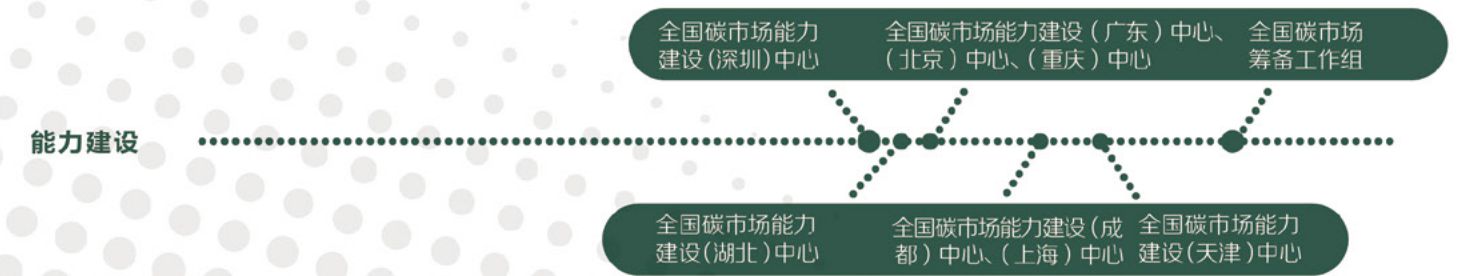 全国碳市场能力
建设(深圳)中心
全国碳市场能力建设(广东)中心、
(北京)中心、(重庆)中心
全国碳市场
筹备工作组
能力建设
全国碳市场能力
建设(湖北)中心
全国碳市场能力建设(成
都)中心、(上海)中心
全国碳市场能力
建设(天津)中心